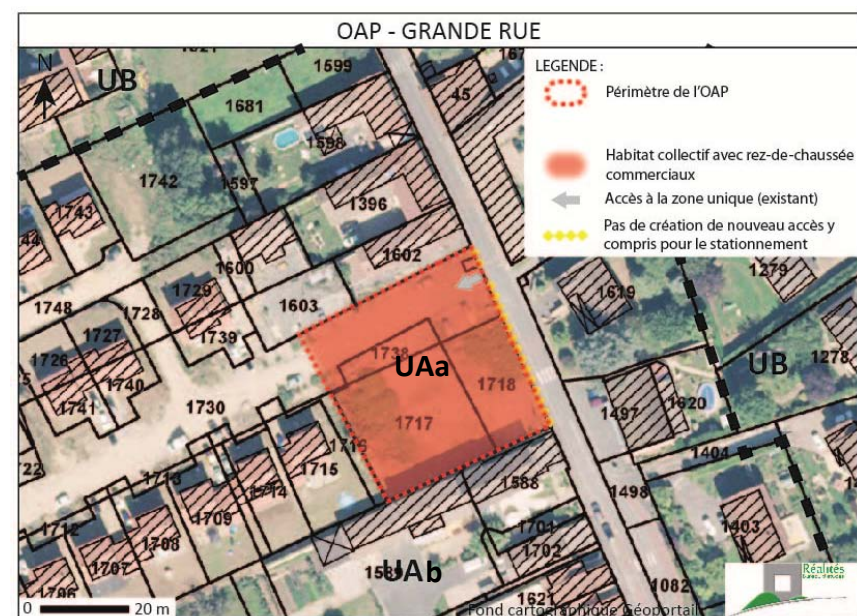 OAP - GRANDE RUE
N
LEGENDE :
Périmètre de l'OAP
Habitat collectif avec rez-de-chaussée
commerciaux
Accès à la zone unique (existant)
Pas de création de nouveau accès y
compris pour le stationnement
UB
1599
45
1681
1598
1742
1597
1743
1396
44
1600
1602
1279
1729
1603
1619
1748
1728
1727
1739
1738
UAa
UB
1278
1726
1740
1718
1741
1620
1730
1717
1497
1715
1404
1713
1588
1714
1498
1709
1712
1701
1403
1708
1702
1707
UAb
1706
1621
1082
Réalités
0
20 m
Fond cartographique Géoportail